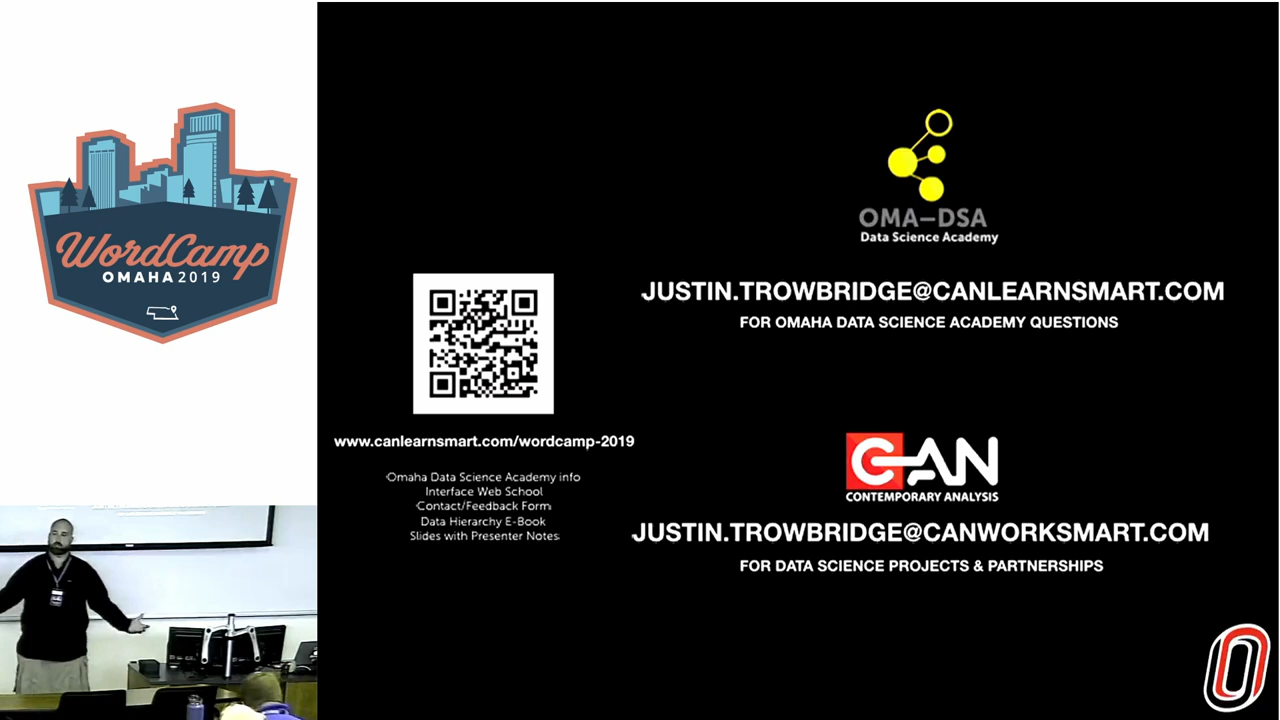 WordCamp
OMAHA 2019
OMA–DSA
Data Science Academy
JUSTIN.TROWBRIDGE@CANLEARNSMART.COM
FOR OMAHA DATA SCIENCE ACADEMY QUESTIONS
www.canlearnsmart.com/wordcamp-2019
Omaha Data Science Academy info
Interface Web School
Contact/Feedback Form
Data Hierarchy E-Book
Slides with Presenter Notes
CAN
CONTEMPORARY ANALYSIS
JUSTIN.TROWBRIDGE@CANWORKSMART.COM
FOR DATA SCIENCE PROJECTS & PARTNERSHIPS
O